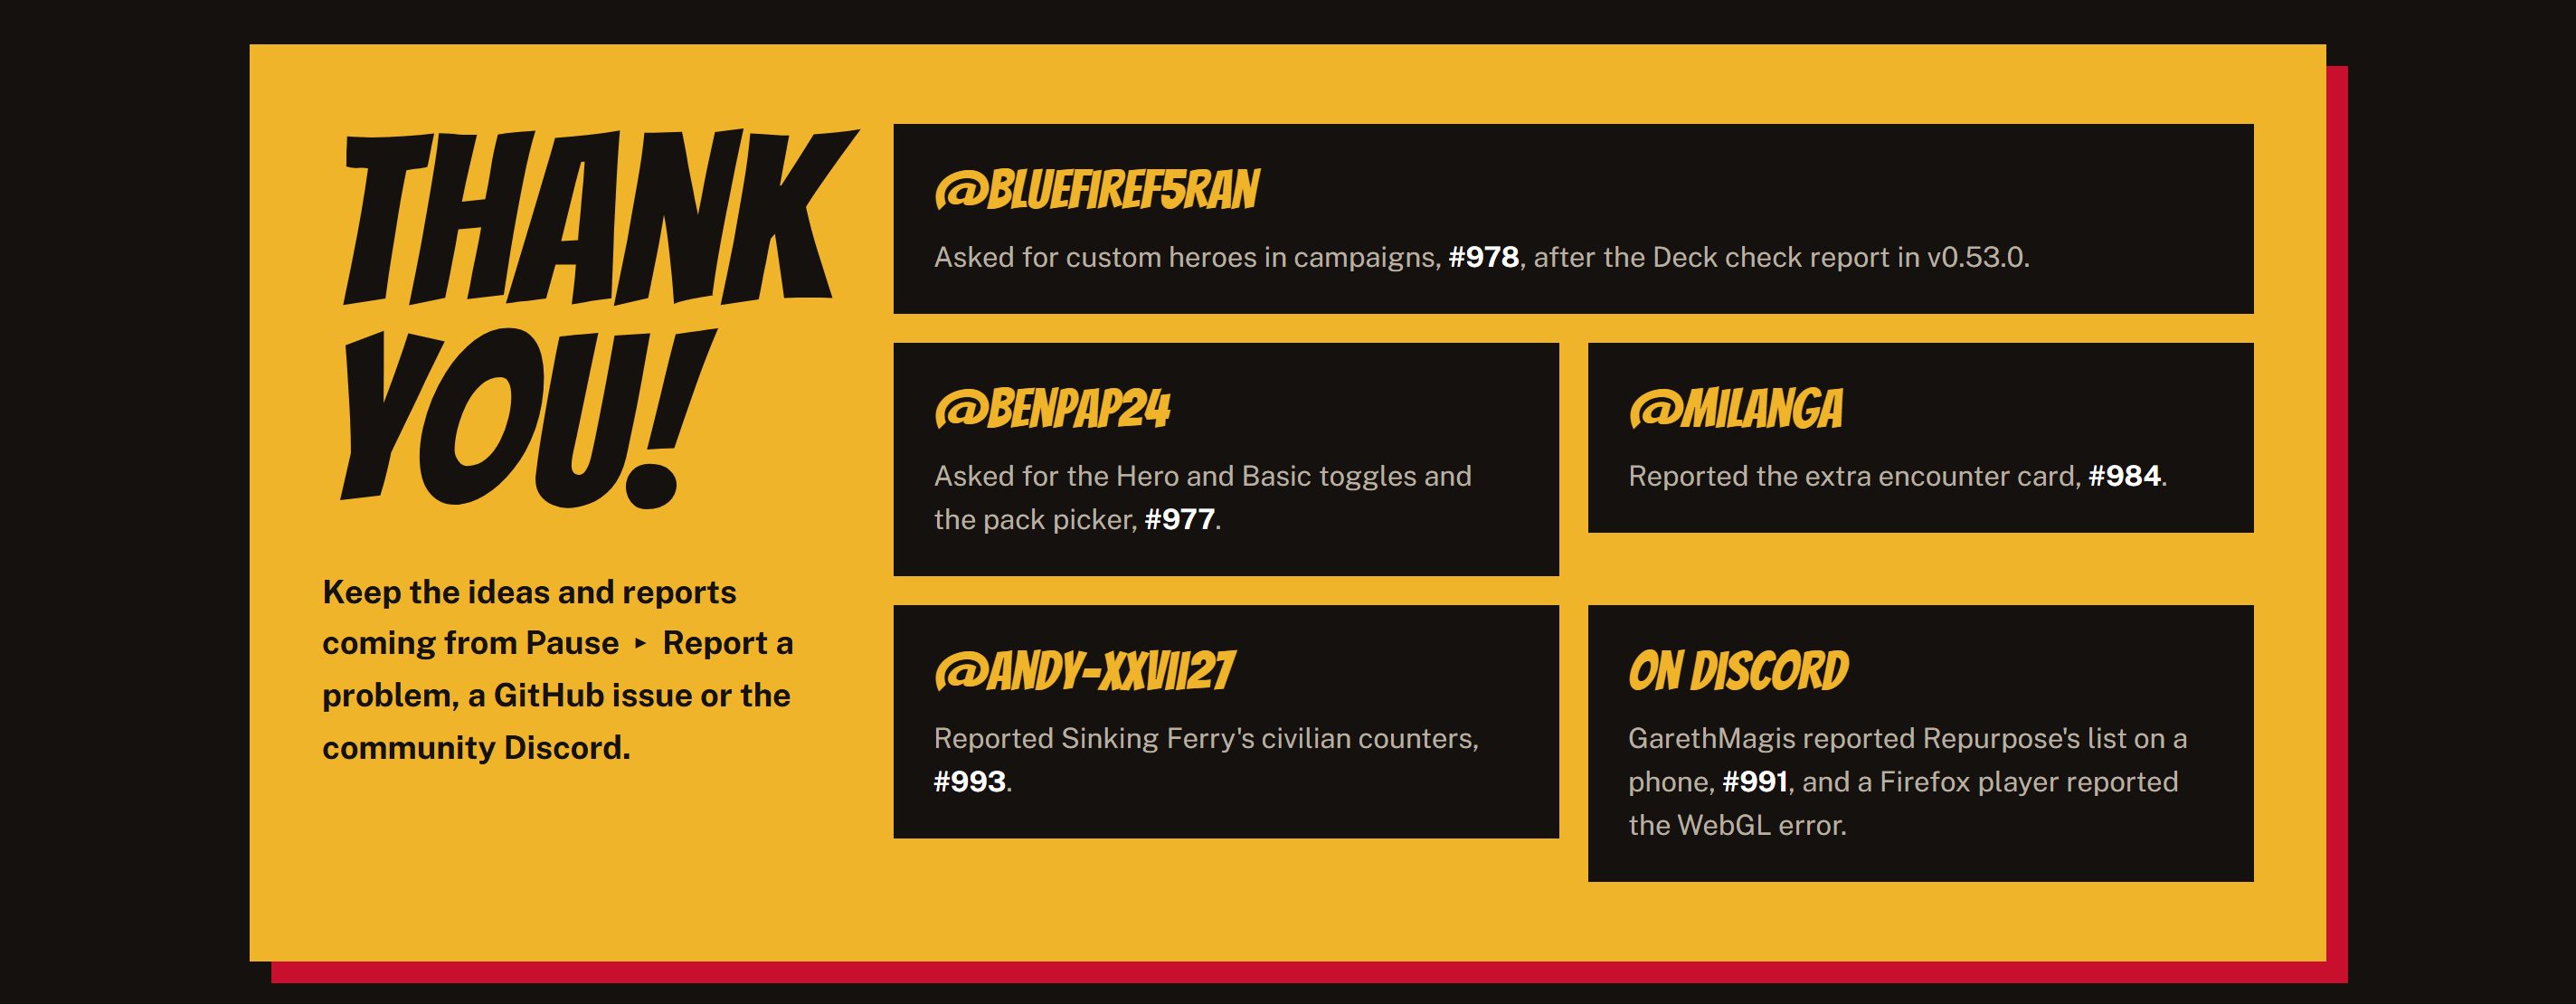 THANK
YOU!
Keep the ideas and reports
coming from Pause ▸ Report a
problem, a GitHub issue or the
community Discord.
@BLUEFIREF5RAN
Asked for custom heroes in campaigns, #978, after the Deck check report in v0.53.0.
@BENPAP24
Asked for the Hero and Basic toggles and
the pack picker, #977.
@MILANGA
Reported the extra encounter card, #984.
@ANDY-XXVII27
Reported Sinking Ferry's civilian counters,
#993.
ON DISCORD
GarethMagis reported Repurpose's list on a
phone, #991, and a Firefox player reported
the WebGL error.